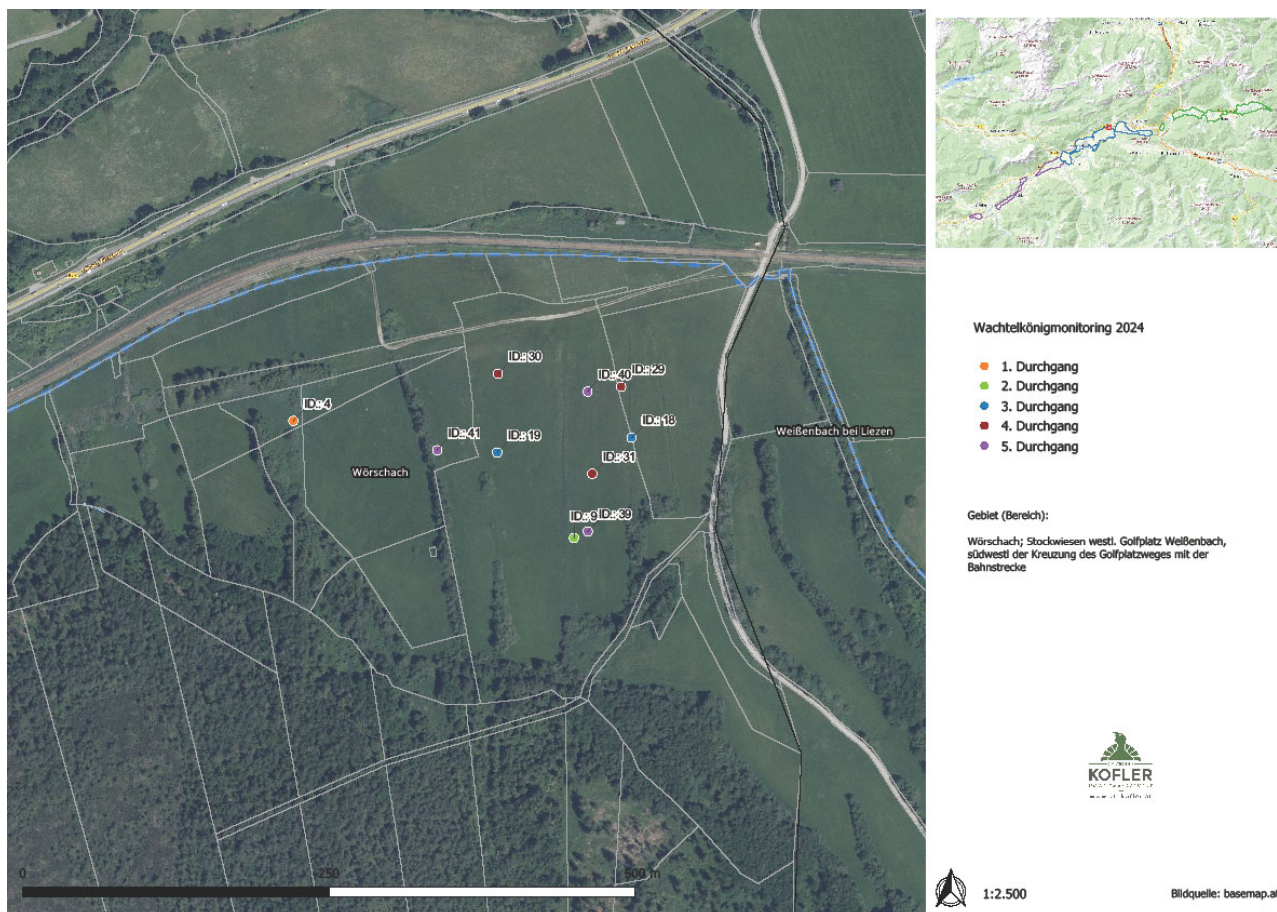 ID.: 30
ID.: 40
ID.: 29
ID.: 4
ID.: 41
ID.: 19
ID.: 18
Weißenbach bei Liezen
Wörschach
ID.: 31
ID.: 9
ID.: 39
0
250
500 m
Wachtelkönigmonitoring 2024
1. Durchgang
2. Durchgang
3. Durchgang
4. Durchgang
5. Durchgang
Gebiet (Bereich):
Wörschach; Stockwiesen westl. Golfplatz Weißenbach,
südwestl der Kreuzung des Golfplatzweges mit der
Bahnstrecke
KOFLER
1:2.500
Bildquelle: basemap.at